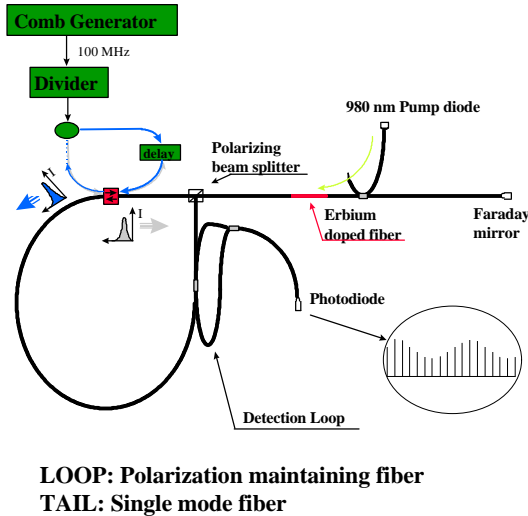 Comb Generator
100 MHz
Divider
delay
I
I
Polarizing
beam splitter
980 nm Pump diode
Erbium
doped fiber
Faraday
mirror
Photodiode
Detection Loop
LOOP: Polarization maintaining fiber
TAIL: Single mode fiber